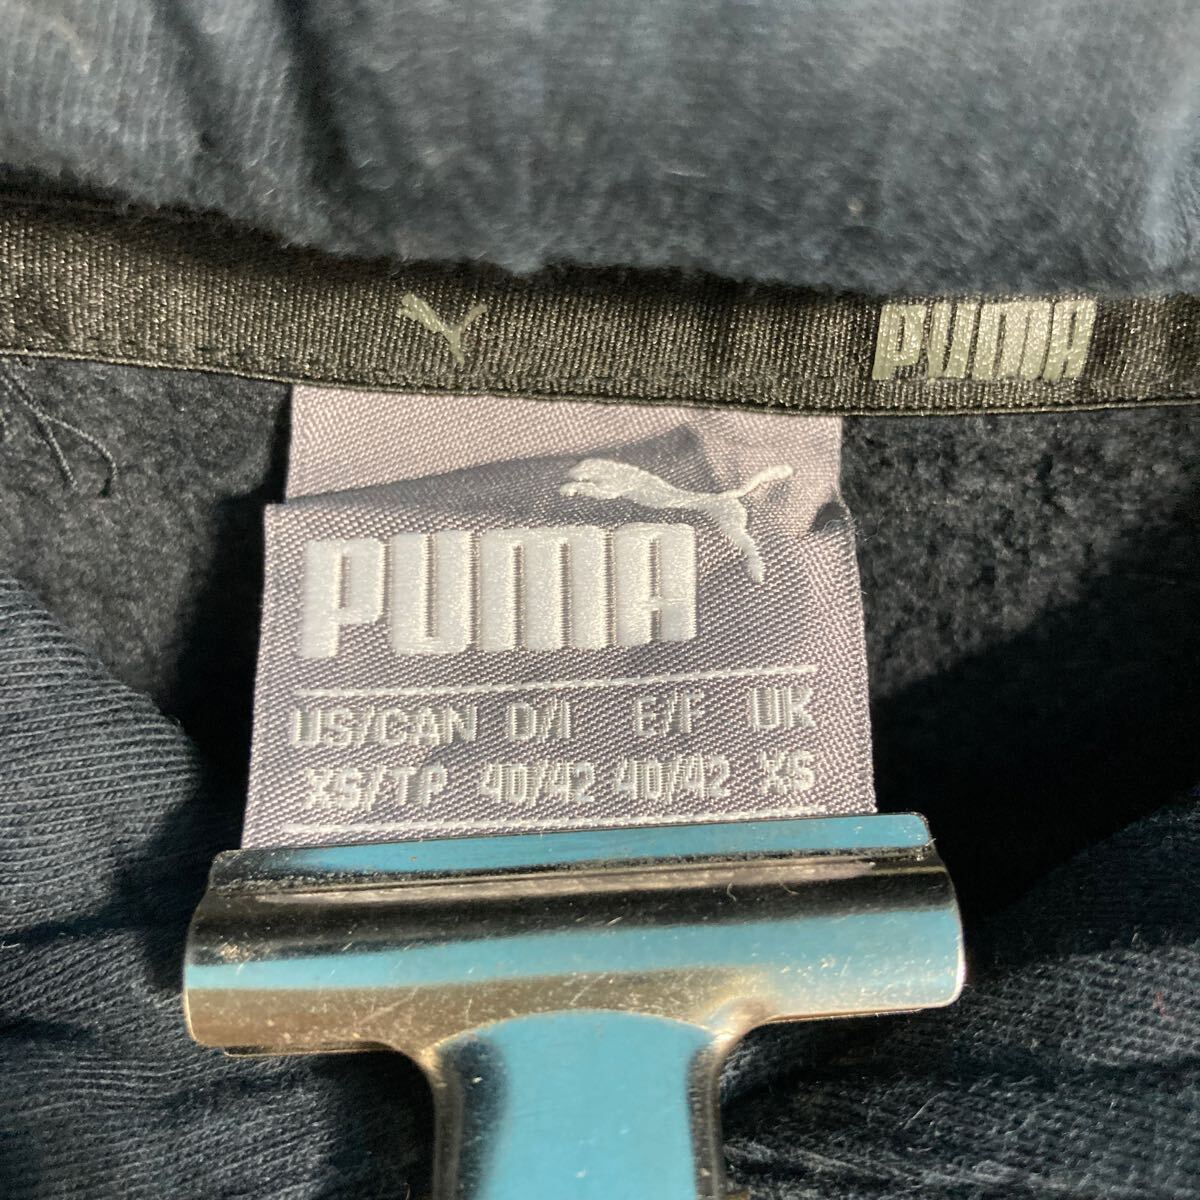 PUMA
PUMA
US/CAN D/I E/F UK
XS/TP 40/42 40/42 XS